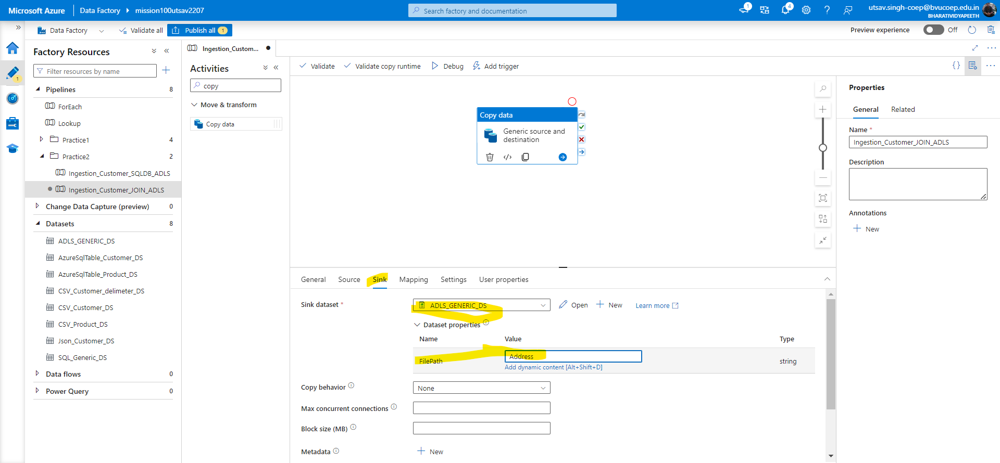 Microsoft Azure
Data Factory
mission100utsav2207
Search factory and documentation
1
4
utsav.singh-coep@bvucoep.edu.in
BHARATIVIDYAPEETH
Data Factory
Validate all
Publish all 1
Preview experience
Off
1
Factory Resources
Filter resources by name
Pipelines 8
ForEach
Lookup
Practice1 4
Practice2 2
Ingestion_Customer_SQLDB_ADLS
Ingestion_Customer_JOIN_ADLS
Change Data Capture (preview) 0
Datasets 8
ADLS_GENERIC_DS
AzureSqlTable_Customer_DS
AzureSqlTable_Product_DS
CSV_Customer_delimeter_DS
CSV_Customer_DS
CSV_Product_DS
Json_Customer_DS
SQL_Generic_DS
Data flows 0
Power Query 0
Ingestion_Custom...
Activities
copy
Move & transform
Copy data
Validate
Validate copy runtime
Debug
Add trigger
Copy data
Generic source and
destination
General
Source
Sink
Mapping
Settings
User properties
Sink dataset *
ADLS_GENERIC_DS
Open
New
Learn more
Dataset properties
Name
Value
Type
FilePath
Address
string
Add dynamic content [Alt+Shift+D]
Copy behavior
None
Max concurrent connections
Block size (MB)
Metadata
New
Properties
General
Related
Name *
Ingestion_Customer_JOIN_ADLS
Description
Annotations
New